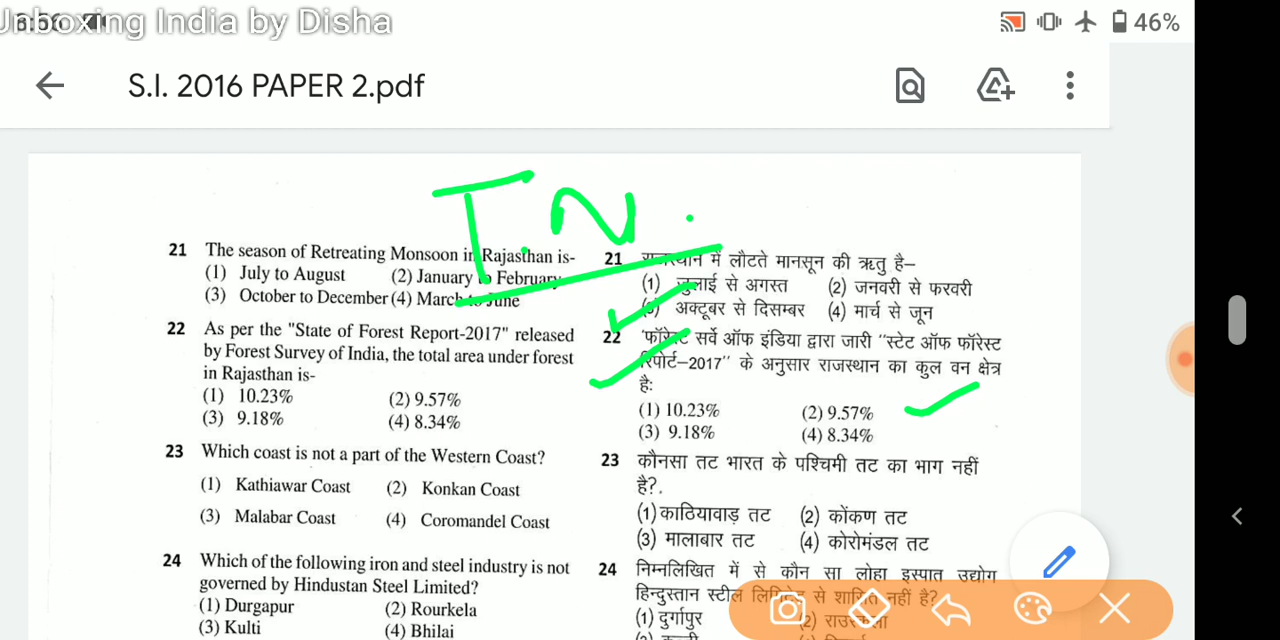 Unboxing India by Disha
46%
S.I. 2016 PAPER 2.pdf
T.N.
21 The season of Retreating Monsoon in Rajasthan is-
(1) July to August (2) January to February
(3) October to December (4) March to June
22 As per the "State of Forest Report-2017" released
by Forest Survey of India, the total area under forest
in Rajasthan is-
(1) 10.23% (2) 9.57%
(3) 9.18% (4) 8.34%
23 Which coast is not a part of the Western Coast?
(1) Kathiawar Coast (2) Konkan Coast
(3) Malabar Coast (4) Coromandel Coast
24 Which of the following iron and steel industry is not
governed by Hindustan Steel Limited?
(1) Durgapur (2) Rourkela
(3) Kulti (4) Bhilai
21 राजस्थान में लौटते मानसून की ऋतु है–
(1) जुलाई से अगस्त (2) जनवरी से फरवरी
(3) अक्टूबर से दिसम्बर (4) मार्च से जून
22 'फॉरेस्ट सर्वे ऑफ इंडिया द्वारा जारी "स्टेट ऑफ फॉरेस्ट
रिपोर्ट–2017" के अनुसार राजस्थान का कुल वन क्षेत्र
है:
(1) 10.23% (2) 9.57%
(3) 9.18% (4) 8.34%
23 कौनसा तट भारत के पश्चिमी तट का भाग नहीं
है?.
(1) काठियावाड़ तट (2) कोंकण तट
(3) मालाबार तट (4) कोरोमंडल तट
24 निम्नलिखित में से कौन सा लोहा इस्पात उद्योग
हिन्दुस्तान स्टील लिमिटेड से शासित नहीं है?
(1) दुर्गापुर (2) राउरकेला